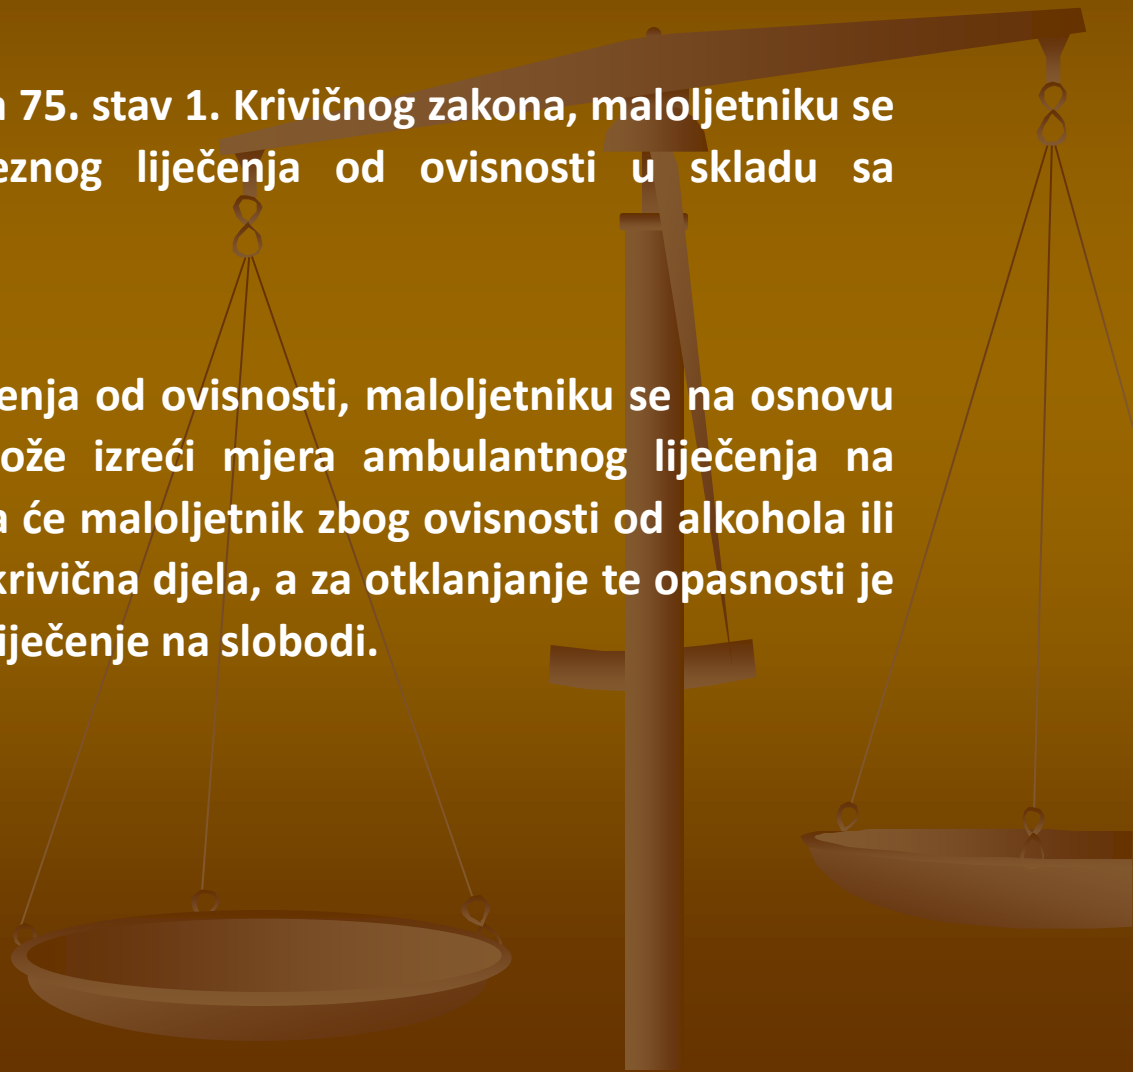 75. stav 1. Krivičnog zakona, maloljetniku se
eznog liječenja od ovisnosti u skladu sa
enja od ovisnosti, maloljetniku se na osnovu
ože izreći mjera ambulantnog liječenja na
a će maloljetnik zbog ovisnosti od alkohola ili
krivična djela, a za otklanjanje te opasnosti je
iječenje na slobodi.